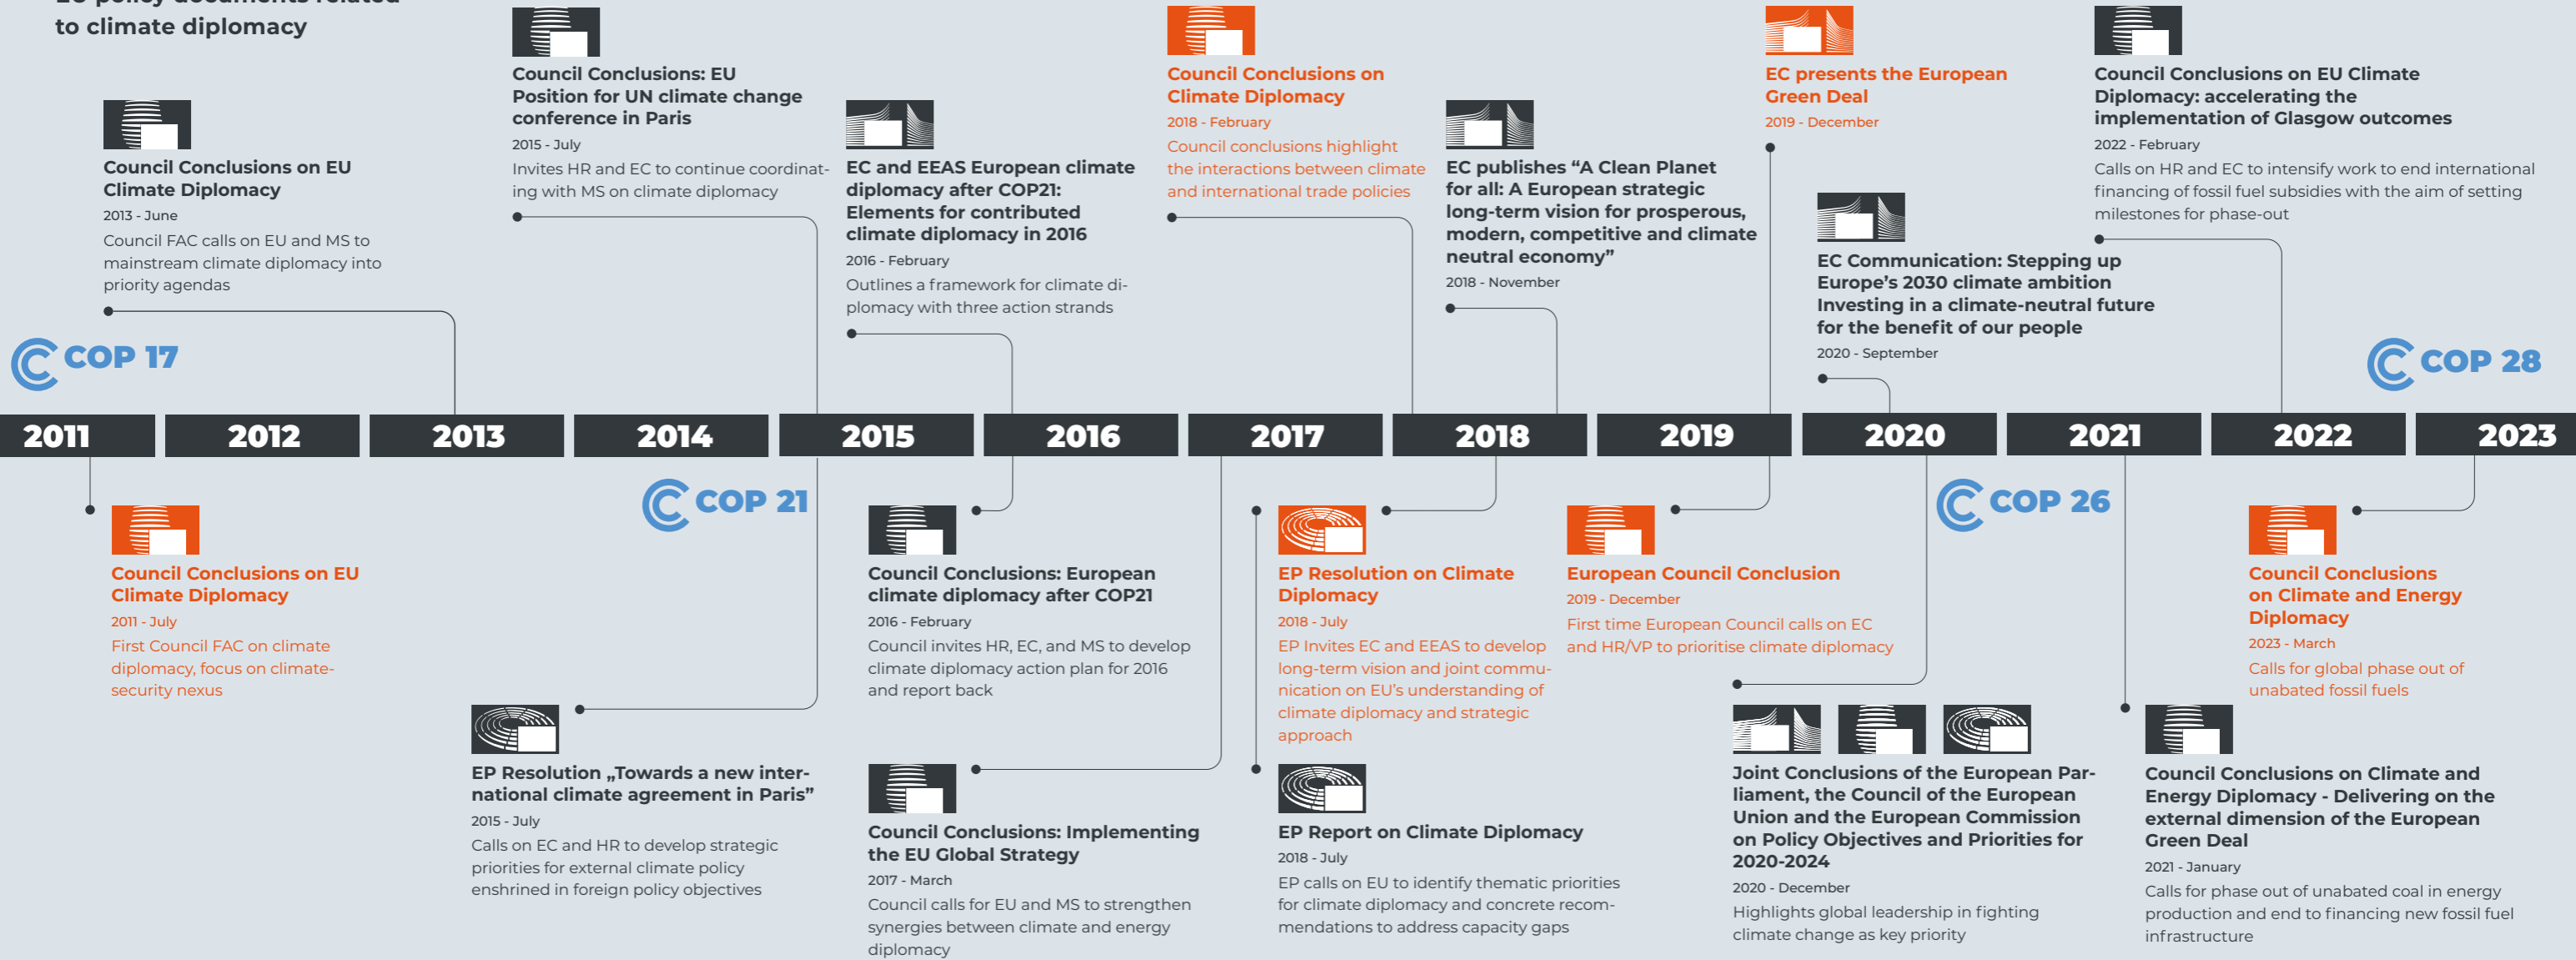 EU policy documents related
to climate diplomacy
Council Conclusions on EU
Climate Diplomacy
2013 - June
Council FAC calls on EU and MS to
mainstream climate diplomacy into
priority agendas
Council Conclusions: EU
Position for UN climate change
conference in Paris
2015 - July
Invites HR and EC to continue coordinat-
ing with MS on climate diplomacy
EC and EEAS European climate
diplomacy after COP21:
Elements for contributed
climate diplomacy in 2016
2016 - February
Outlines a framework for climate di-
plomacy with three action strands
Council Conclusions on
Climate Diplomacy
2018 - February
Council conclusions highlight
the interactions between climate
and international trade policies
EC publishes “A Clean Planet
for all: A European strategic
long-term vision for prosperous,
modern, competitive and climate
neutral economy”
2018 - November
EC presents the European
Green Deal
2019 - December
EC Communication: Stepping up
Europe’s 2030 climate ambition
Investing in a climate-neutral future
for the benefit of our people
2020 - September
Council Conclusions on EU Climate
Diplomacy: accelerating the
implementation of Glasgow outcomes
2022 - February
Calls on HR and EC to intensify work to end international
financing of fossil fuel subsidies with the aim of setting
milestones for phase-out
COP 17
COP 28
2011
2012
2013
2014
2015
2016
2017
2018
2019
2020
2021
2022
2023
COP 21
COP 26
Council Conclusions on EU
Climate Diplomacy
2011 - July
First Council FAC on climate
diplomacy, focus on climate-
security nexus
EP Resolution „Towards a new inter-
national climate agreement in Paris”
2015 - July
Calls on EC and HR to develop strategic
priorities for external climate policy
enshrined in foreign policy objectives
Council Conclusions: European
climate diplomacy after COP21
2016 - February
Council invites HR, EC, and MS to develop
climate diplomacy action plan for 2016
and report back
Council Conclusions: Implementing
the EU Global Strategy
2017 - March
Council calls for EU and MS to strengthen
synergies between climate and energy
diplomacy
EP Resolution on Climate
Diplomacy
2018 - July
EP Invites EC and EEAS to develop
long-term vision and joint commu-
nication on EU’s understanding of
climate diplomacy and strategic
approach
EP Report on Climate Diplomacy
2018 - July
EP calls on EU to identify thematic priorities
for climate diplomacy and concrete recom-
mendations to address capacity gaps
European Council Conclusion
2019 - December
First time European Council calls on EC
and HR/VP to prioritise climate diplomacy
Joint Conclusions of the European Par-
liament, the Council of the European
Union and the European Commission
on Policy Objectives and Priorities for
2020-2024
2020 - December
Highlights global leadership in fighting
climate change as key priority
Council Conclusions on Climate and
Energy Diplomacy - Delivering on the
external dimension of the European
Green Deal
2021 - January
Calls for phase out of unabated coal in energy
production and end to financing new fossil fuel
infrastructure
Council Conclusions
on Climate and Energy
Diplomacy
2023 - March
Calls for global phase out of
unabated fossil fuels